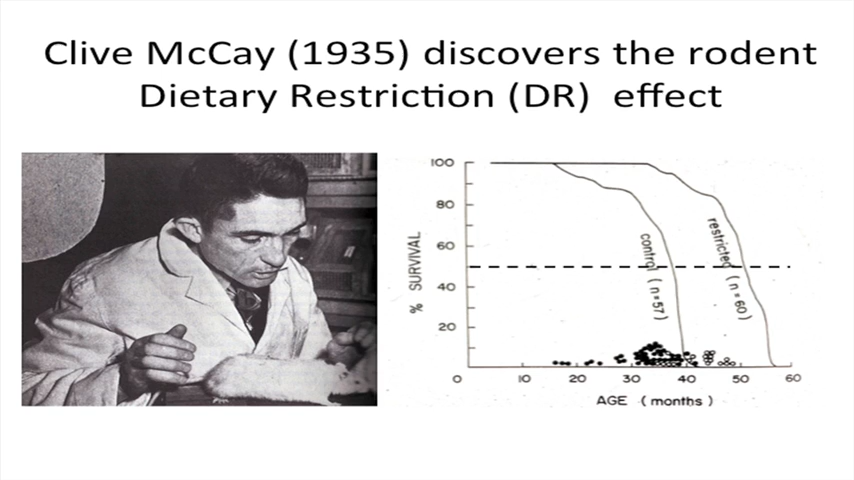 Clive McCay (1935) discovers the rodent
Dietary Restriction (DR) effect
100
80
60
40
20
% SURVIVAL
control (n=57)
restricted (n=60)
0 10 20 30 40 50 60
AGE (months)